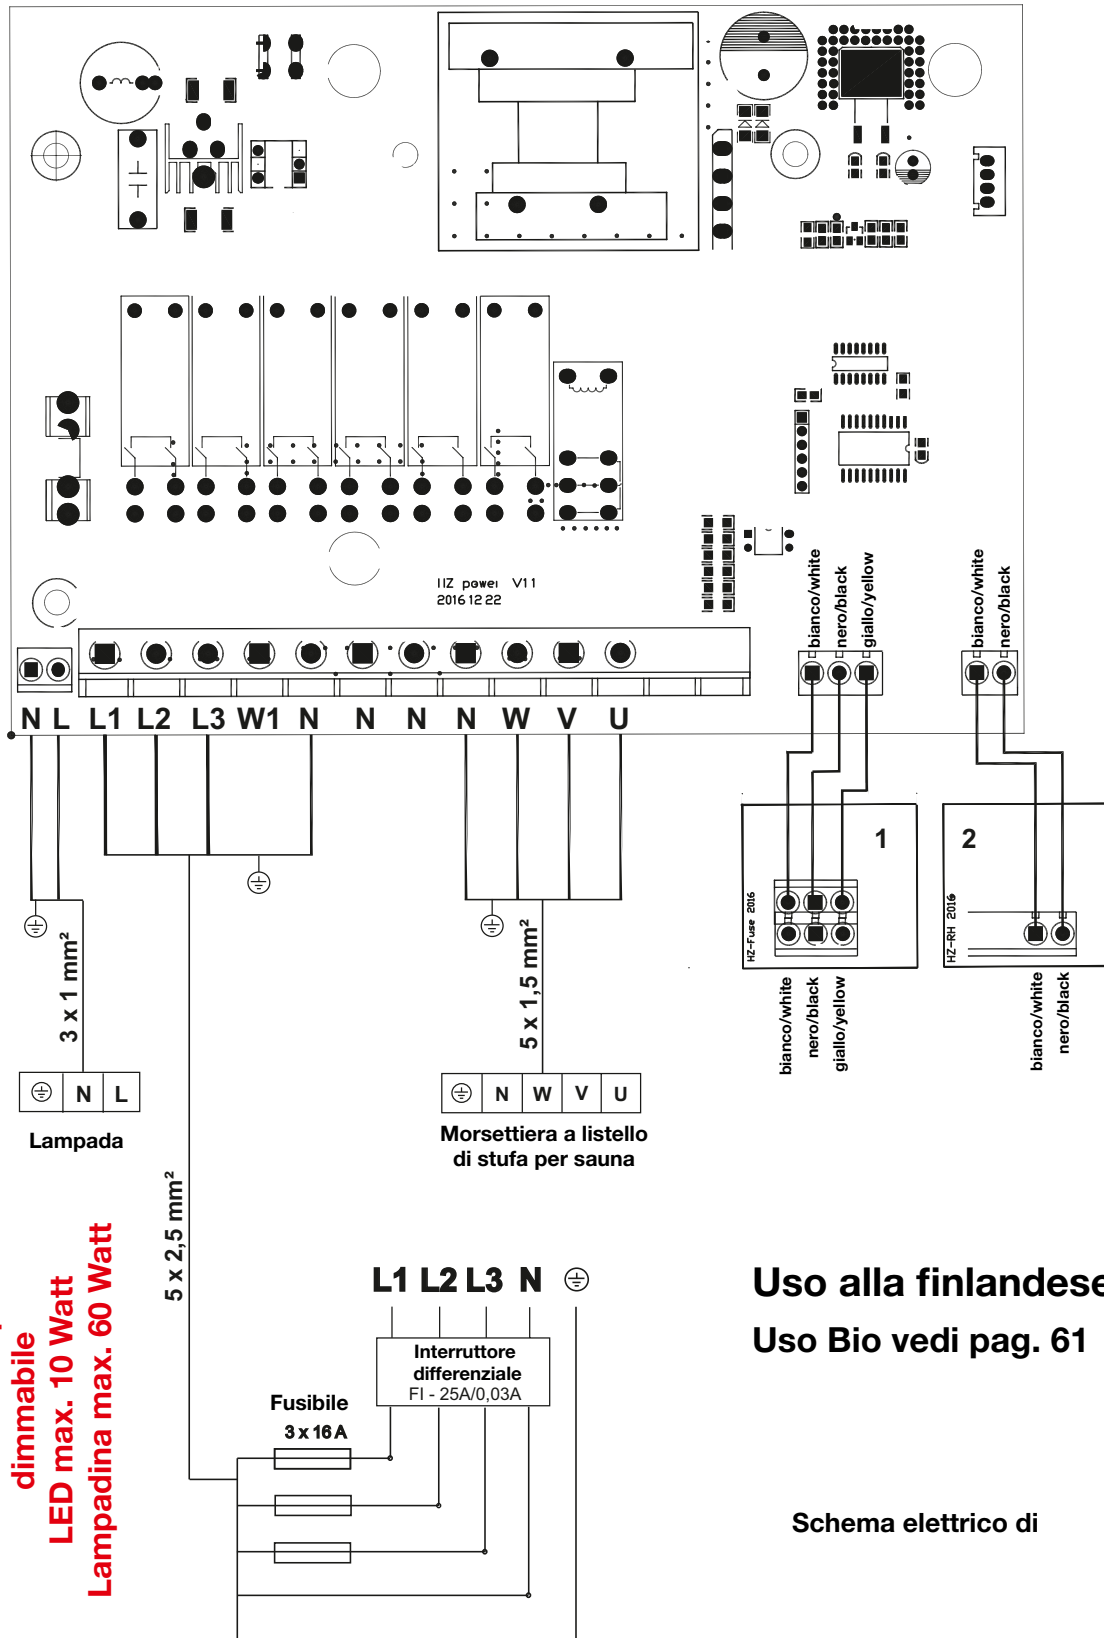 IIZ power V11
2016 12 22
bianco/white
nero/black
giallo/yellow
bianco/white
nero/black
N L L1 L2 L3 W1 N N N N W V U
1
2
HZ-Fuse 2016
HZ-RH 2016
bianco/white
nero/black
giallo/yellow
bianco/white
nero/black
3 x 1 mm²
5 x 1,5 mm²
N L
Lampada
N W V U
Morsettiera a listello
di stufa per sauna
5 x 2,5 mm²
dimmabile
LED max. 10 Watt
Lampadina max. 60 Watt
L1 L2 L3 N
Interruttore
differenziale
FI - 25A/0,03A
Fusibile
3 x 16 A
Uso alla finlandese
Uso Bio vedi pag. 61
Schema elettrico di